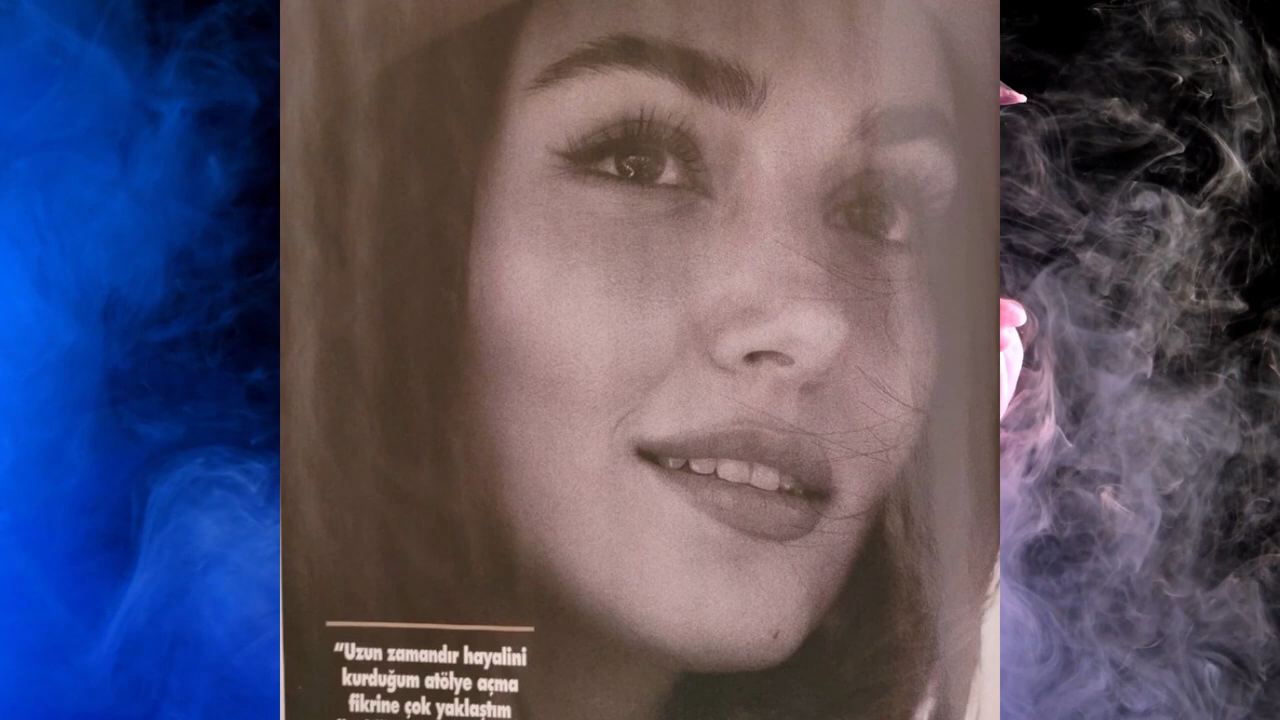 “Uzun zamandır hayalini
kurduğum atölye açma
fikrine çok yaklaştım